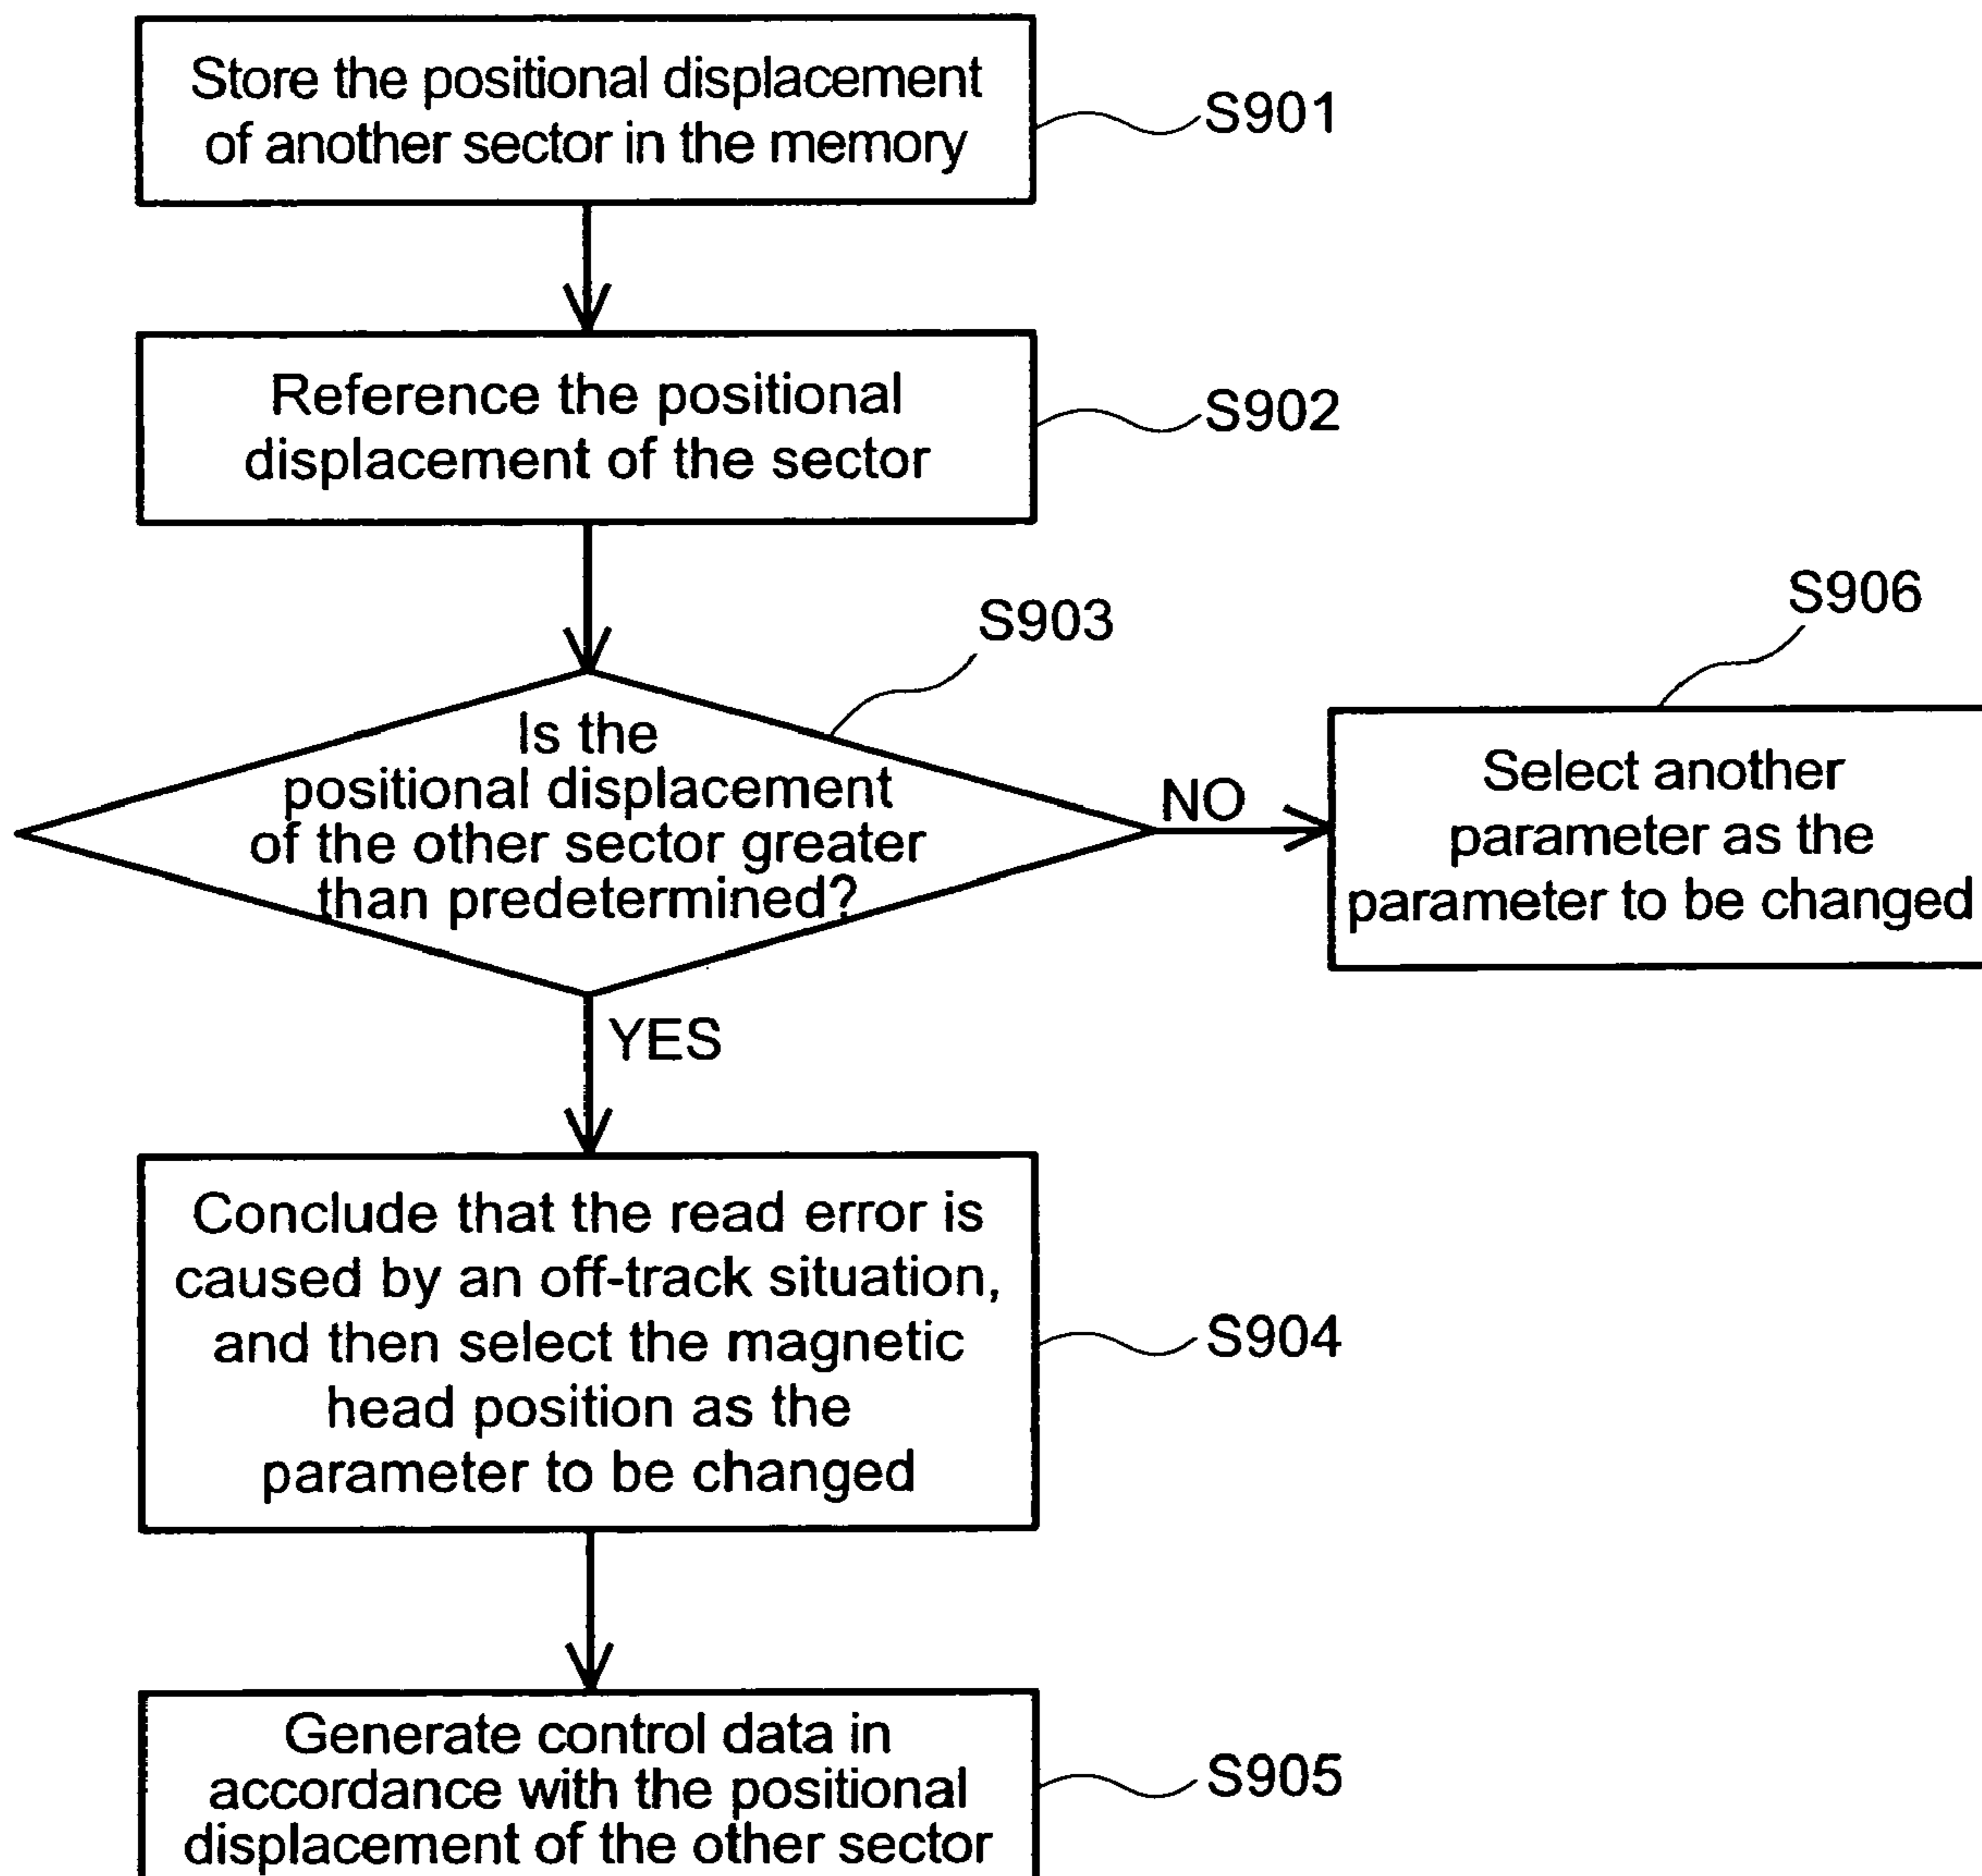 Store the positional displacement
of another sector in the memory
S901
Reference the positional
displacement of the sector
S902
S903
Is the
positional displacement
of the other sector greater
than predetermined?
NO
S906
Select another
parameter as the
parameter to be changed
YES
Conclude that the read error is
caused by an off-track situation,
and then select the magnetic
head position as the
parameter to be changed
S904
Generate control data in
accordance with the positional
displacement of the other sector
S905